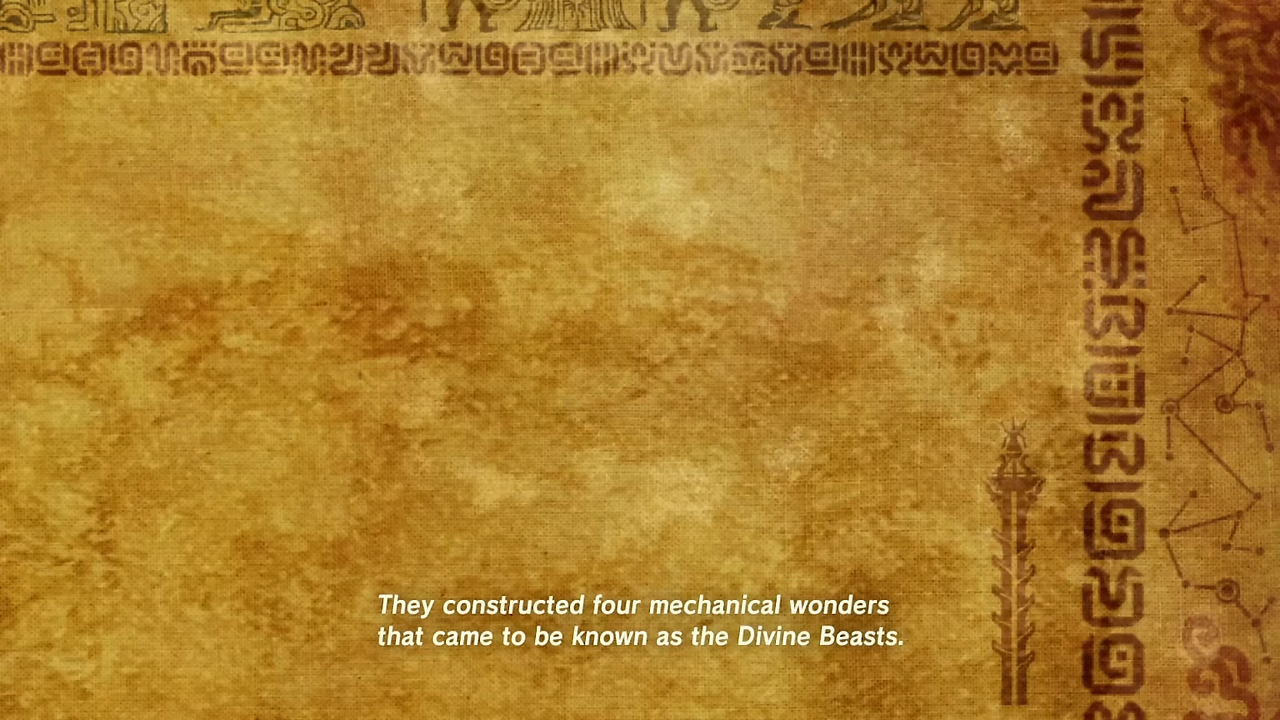 They constructed four mechanical wonders
that came to be known as the Divine Beasts.